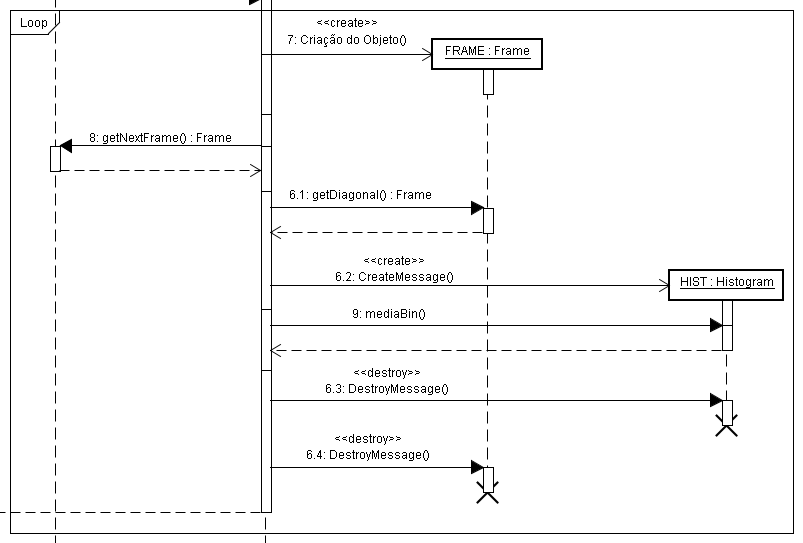 Loop
<<create>>
7: Criação do Objeto()
FRAME : Frame
8: getNextFrame() : Frame
6.1: getDiagonal() : Frame
<<create>>
6.2: CreateMessage()
HIST : Histogram
9: mediaBin()
<<destroy>>
6.3: DestroyMessage()
<<destroy>>
6.4: DestroyMessage()